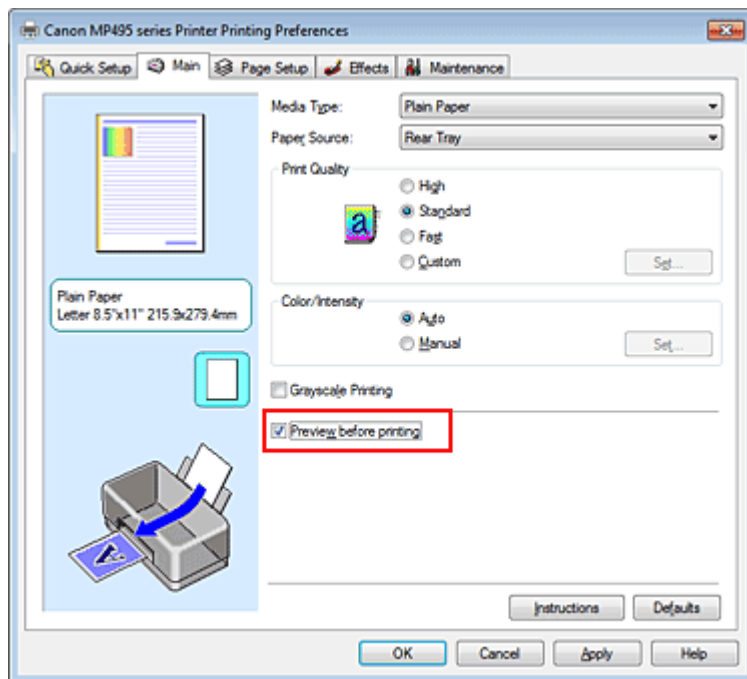 Canon MP495 series Printer Printing Preferences
Quick Setup
Main
Page Setup
Effects
Maintenance
Media Type:
Plain Paper
Paper Source:
Rear Tray
Print Quality
a
High
Standard
Fast
Custom
Set...
Plain Paper
Letter 8.5"x11" 215.9x279.4mm
Color/Intensity
Auto
Manual
Set...
Grayscale Printing
Preview before printing
A
Instructions
Defaults
OK
Cancel
Apply
Help